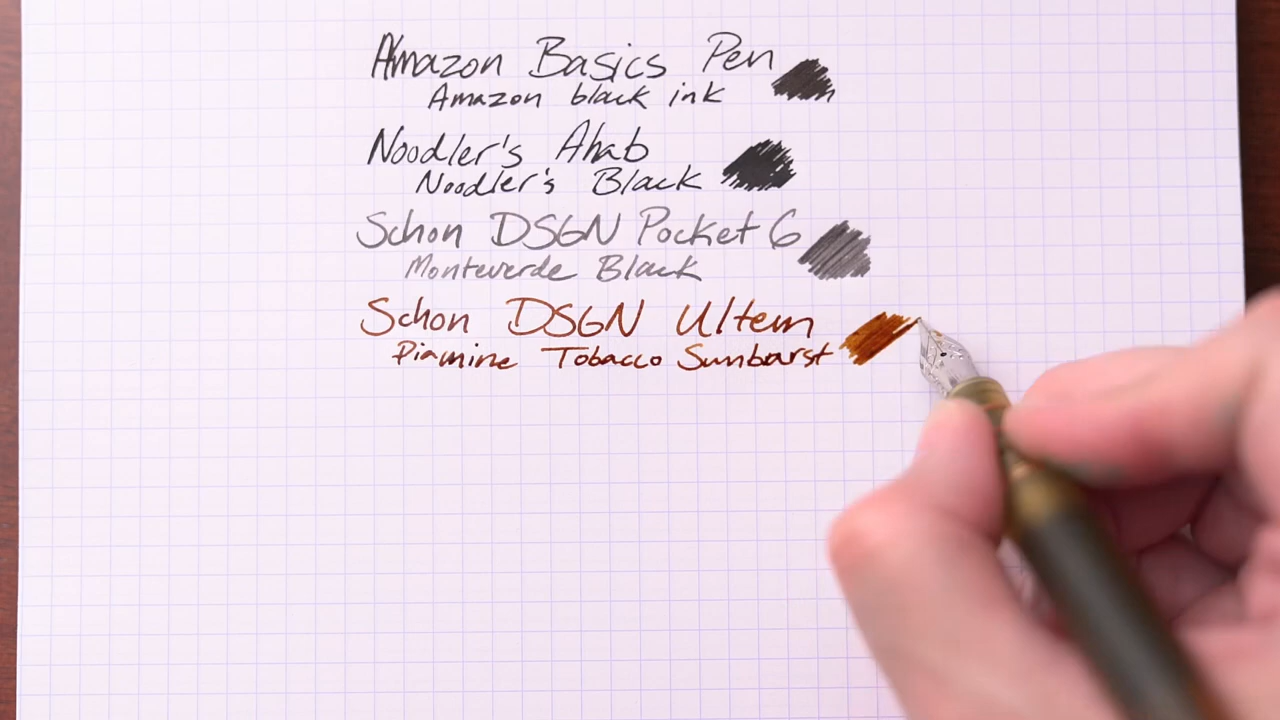 Amazon Basics Pen
Amazon black ink
Noodler's Ahab
Noodler's Black
Schon DSGN Pocket 6
Monteverde Black
Schon DSGN Ultem
Diamine Tobacco Sunburst